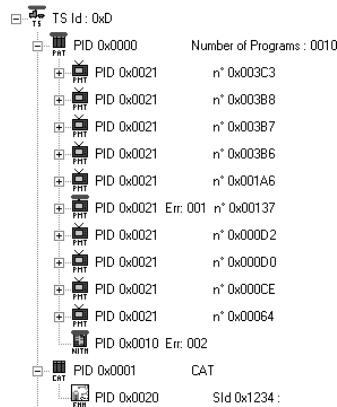 TS TS Id : 0xD
PAT PID 0x0000 Number of Programs : 0010
PMT PID 0x0021 n° 0x003C3
PMT PID 0x0021 n° 0x003B8
PMT PID 0x0021 n° 0x003B7
PMT PID 0x0021 n° 0x003B6
PMT PID 0x0021 n° 0x001A6
PMT PID 0x0021 Err: 001 n° 0x00137
PMT PID 0x0021 n° 0x000D2
PMT PID 0x0021 n° 0x000D0
PMT PID 0x0021 n° 0x000CE
PMT PID 0x0021 n° 0x00064
NITN PID 0x0010 Err: 002
CAT PID 0x0001 CAT
EMM PID 0x0020 SId 0x1234 :